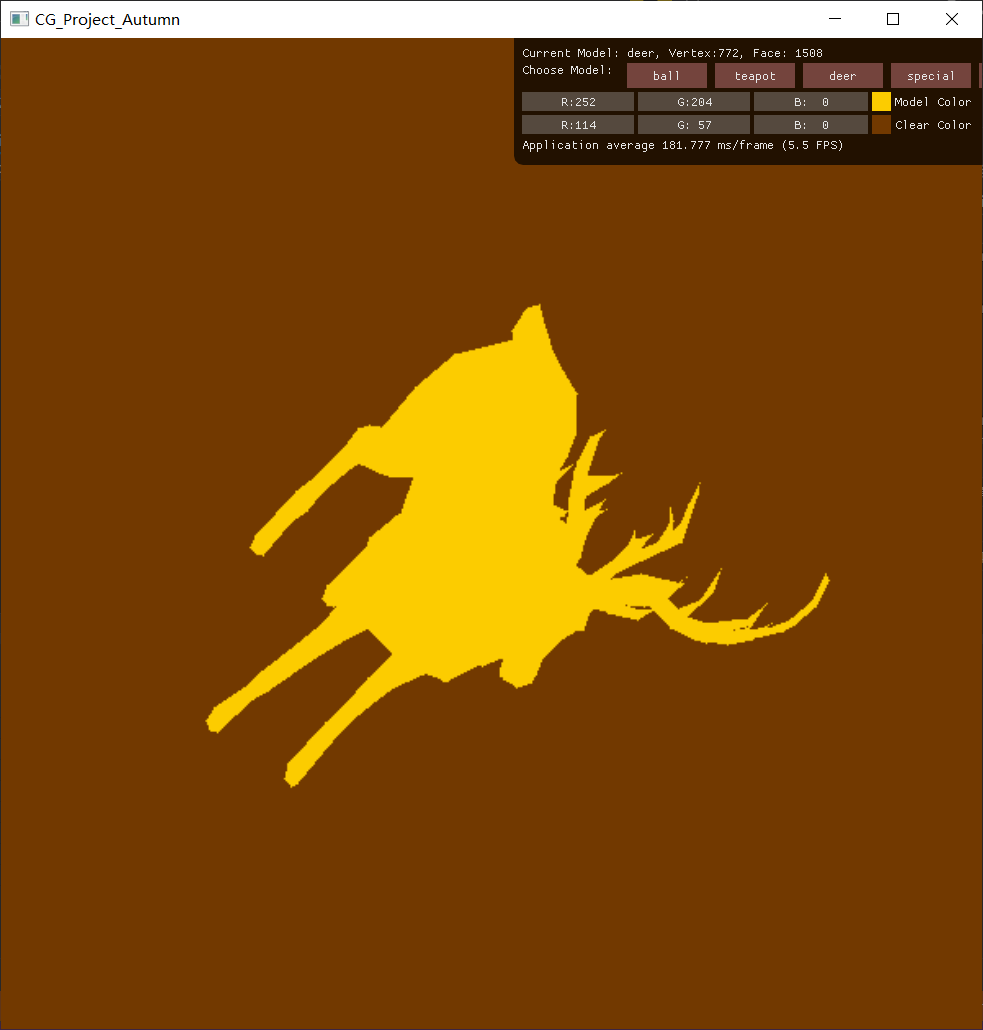 CG_Project_Autumn
Current Model: deer, Vertex:772, Face: 1508
Choose Model: ball teapot deer special
R:252 G:204 B: 0 Model Color
R:114 G: 57 B: 0 Clear Color
Application average 181.777 ms/frame (5.5 FPS)